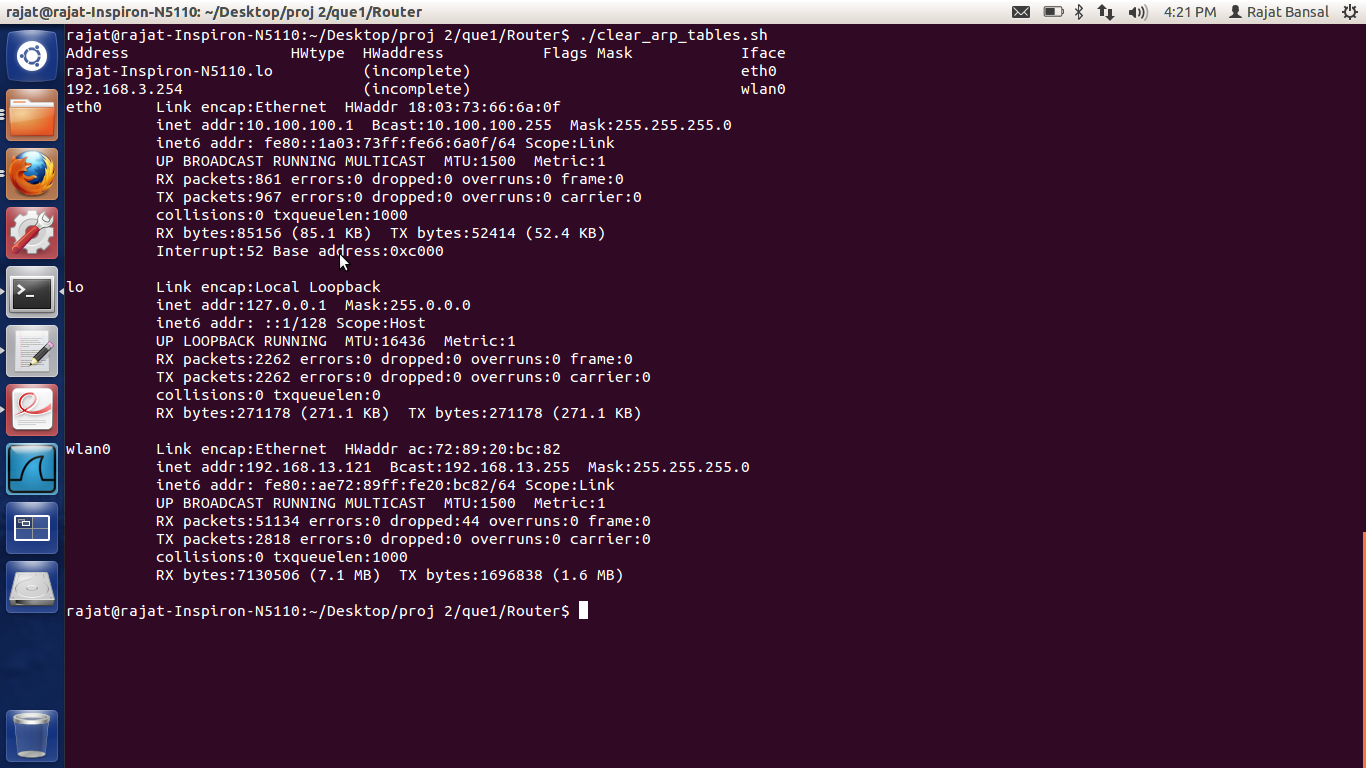 rajat@rajat-Inspiron-N5110: ~/Desktop/proj 2/que1/Router 4:21 PM Rajat Bansal
rajat@rajat-Inspiron-N5110:~/Desktop/proj 2/que1/Router$ ./clear_arp_tables.sh
Address                  HWtype  HWaddress           Flags Mask            Iface
rajat-Inspiron-N5110.lo          (incomplete)                              eth0
192.168.3.254                    (incomplete)                              wlan0
eth0      Link encap:Ethernet  HWaddr 18:03:73:66:6a:0f
          inet addr:10.100.100.1  Bcast:10.100.100.255  Mask:255.255.255.0
          inet6 addr: fe80::1a03:73ff:fe66:6a0f/64 Scope:Link
          UP BROADCAST RUNNING MULTICAST  MTU:1500  Metric:1
          RX packets:861 errors:0 dropped:0 overruns:0 frame:0
          TX packets:967 errors:0 dropped:0 overruns:0 carrier:0
          collisions:0 txqueuelen:1000
          RX bytes:85156 (85.1 KB)  TX bytes:52414 (52.4 KB)
          Interrupt:52 Base address:0xc000
lo        Link encap:Local Loopback
          inet addr:127.0.0.1  Mask:255.0.0.0
          inet6 addr: ::1/128 Scope:Host
          UP LOOPBACK RUNNING  MTU:16436  Metric:1
          RX packets:2262 errors:0 dropped:0 overruns:0 frame:0
          TX packets:2262 errors:0 dropped:0 overruns:0 carrier:0
          collisions:0 txqueuelen:0
          RX bytes:271178 (271.1 KB)  TX bytes:271178 (271.1 KB)
wlan0     Link encap:Ethernet  HWaddr ac:72:89:20:bc:82
          inet addr:192.168.13.121  Bcast:192.168.13.255  Mask:255.255.255.0
          inet6 addr: fe80::ae72:89ff:fe20:bc82/64 Scope:Link
          UP BROADCAST RUNNING MULTICAST  MTU:1500  Metric:1
          RX packets:51134 errors:0 dropped:44 overruns:0 frame:0
          TX packets:2818 errors:0 dropped:0 overruns:0 carrier:0
          collisions:0 txqueuelen:1000
          RX bytes:7130506 (7.1 MB)  TX bytes:1696838 (1.6 MB)
rajat@rajat-Inspiron-N5110:~/Desktop/proj 2/que1/Router$